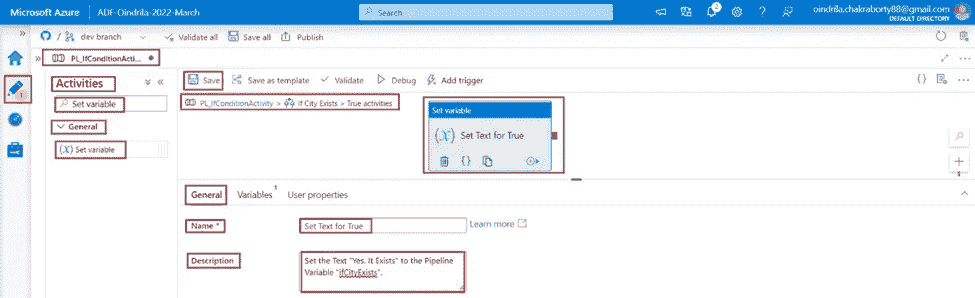 Microsoft Azure ADF-Oindrila-2022-March Search 2 oindrila.chakraborty88@gmail.com
DEFAULT DIRECTORY
/ dev branch Validate all Save all Publish
PL_IfConditionActi...
Activities Save Save as template Validate Debug Add trigger
1
Set variable PL_IfConditionActivity > If City Exists > True activities
Set variable
General
(X) Set variable
(X) Set Text for True
General Variables 1 User properties
Name * Set Text for True Learn more
Description Set the Text "Yes. It Exists" to the Pipeline
Variable "ifCityExists".